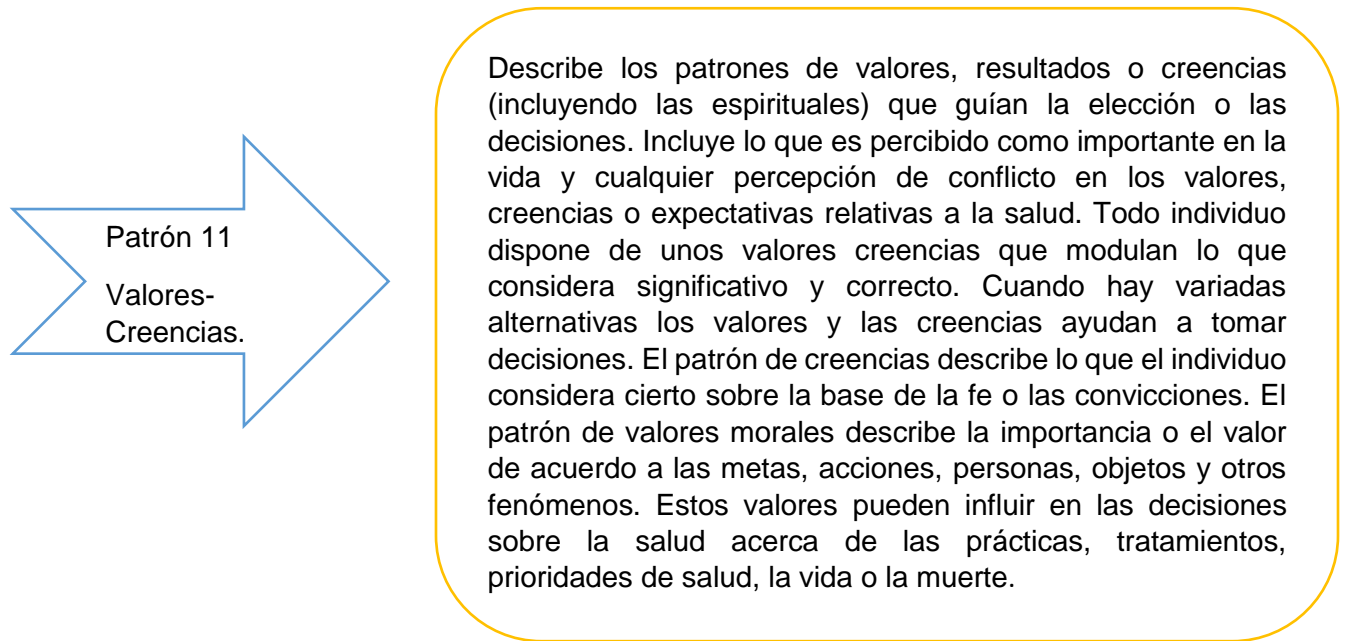 Patrón 11
Valores-
Creencias.
Describe los patrones de valores, resultados o creencias
(incluyendo las espirituales) que guían la elección o las
decisiones. Incluye lo que es percibido como importante en la
vida y cualquier percepción de conflicto en los valores,
creencias o expectativas relativas a la salud. Todo individuo
dispone de unos valores creencias que modulan lo que
considera significativo y correcto. Cuando hay variadas
alternativas los valores y las creencias ayudan a tomar
decisiones. El patrón de creencias describe lo que el individuo
considera cierto sobre la base de la fe o las convicciones. El
patrón de valores morales describe la importancia o el valor
de acuerdo a las metas, acciones, personas, objetos y otros
fenómenos. Estos valores pueden influir en las decisiones
sobre la salud acerca de las prácticas, tratamientos,
prioridades de salud, la vida o la muerte.